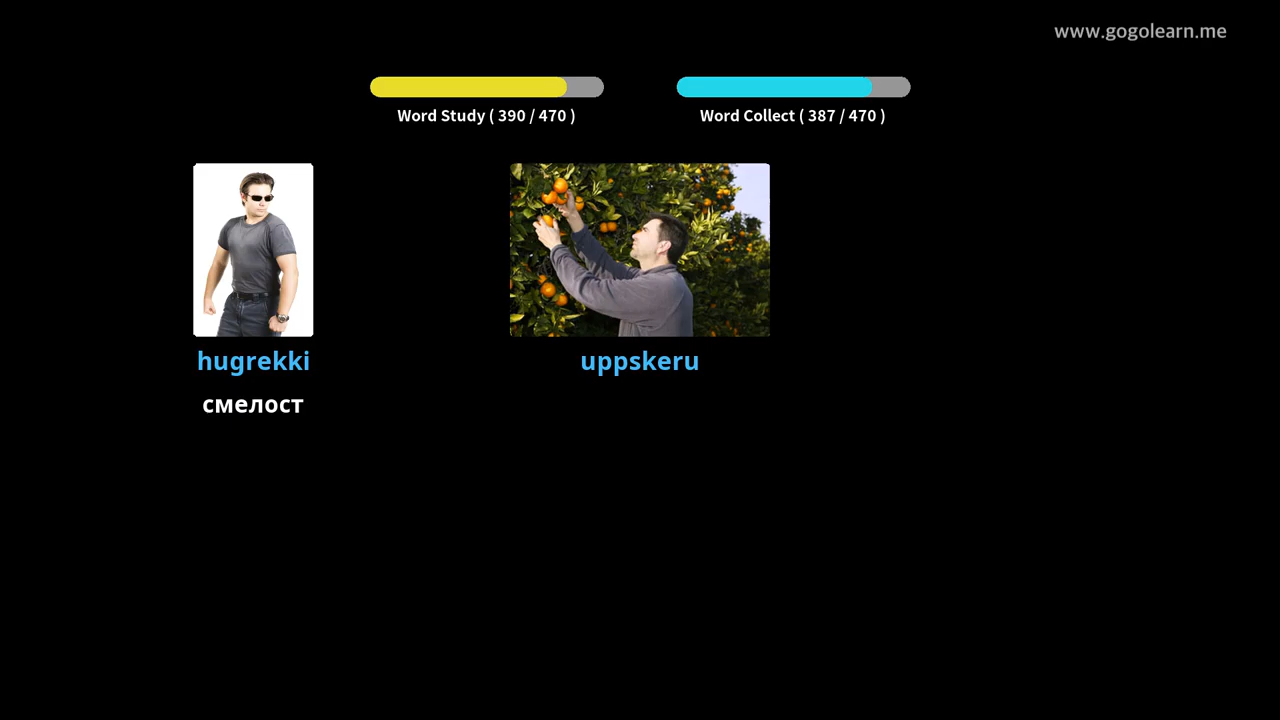 www.gogolearn.me
Word Study ( 390 / 470 )
Word Collect ( 387 / 470 )
hugrekki
uppskeru
смелост